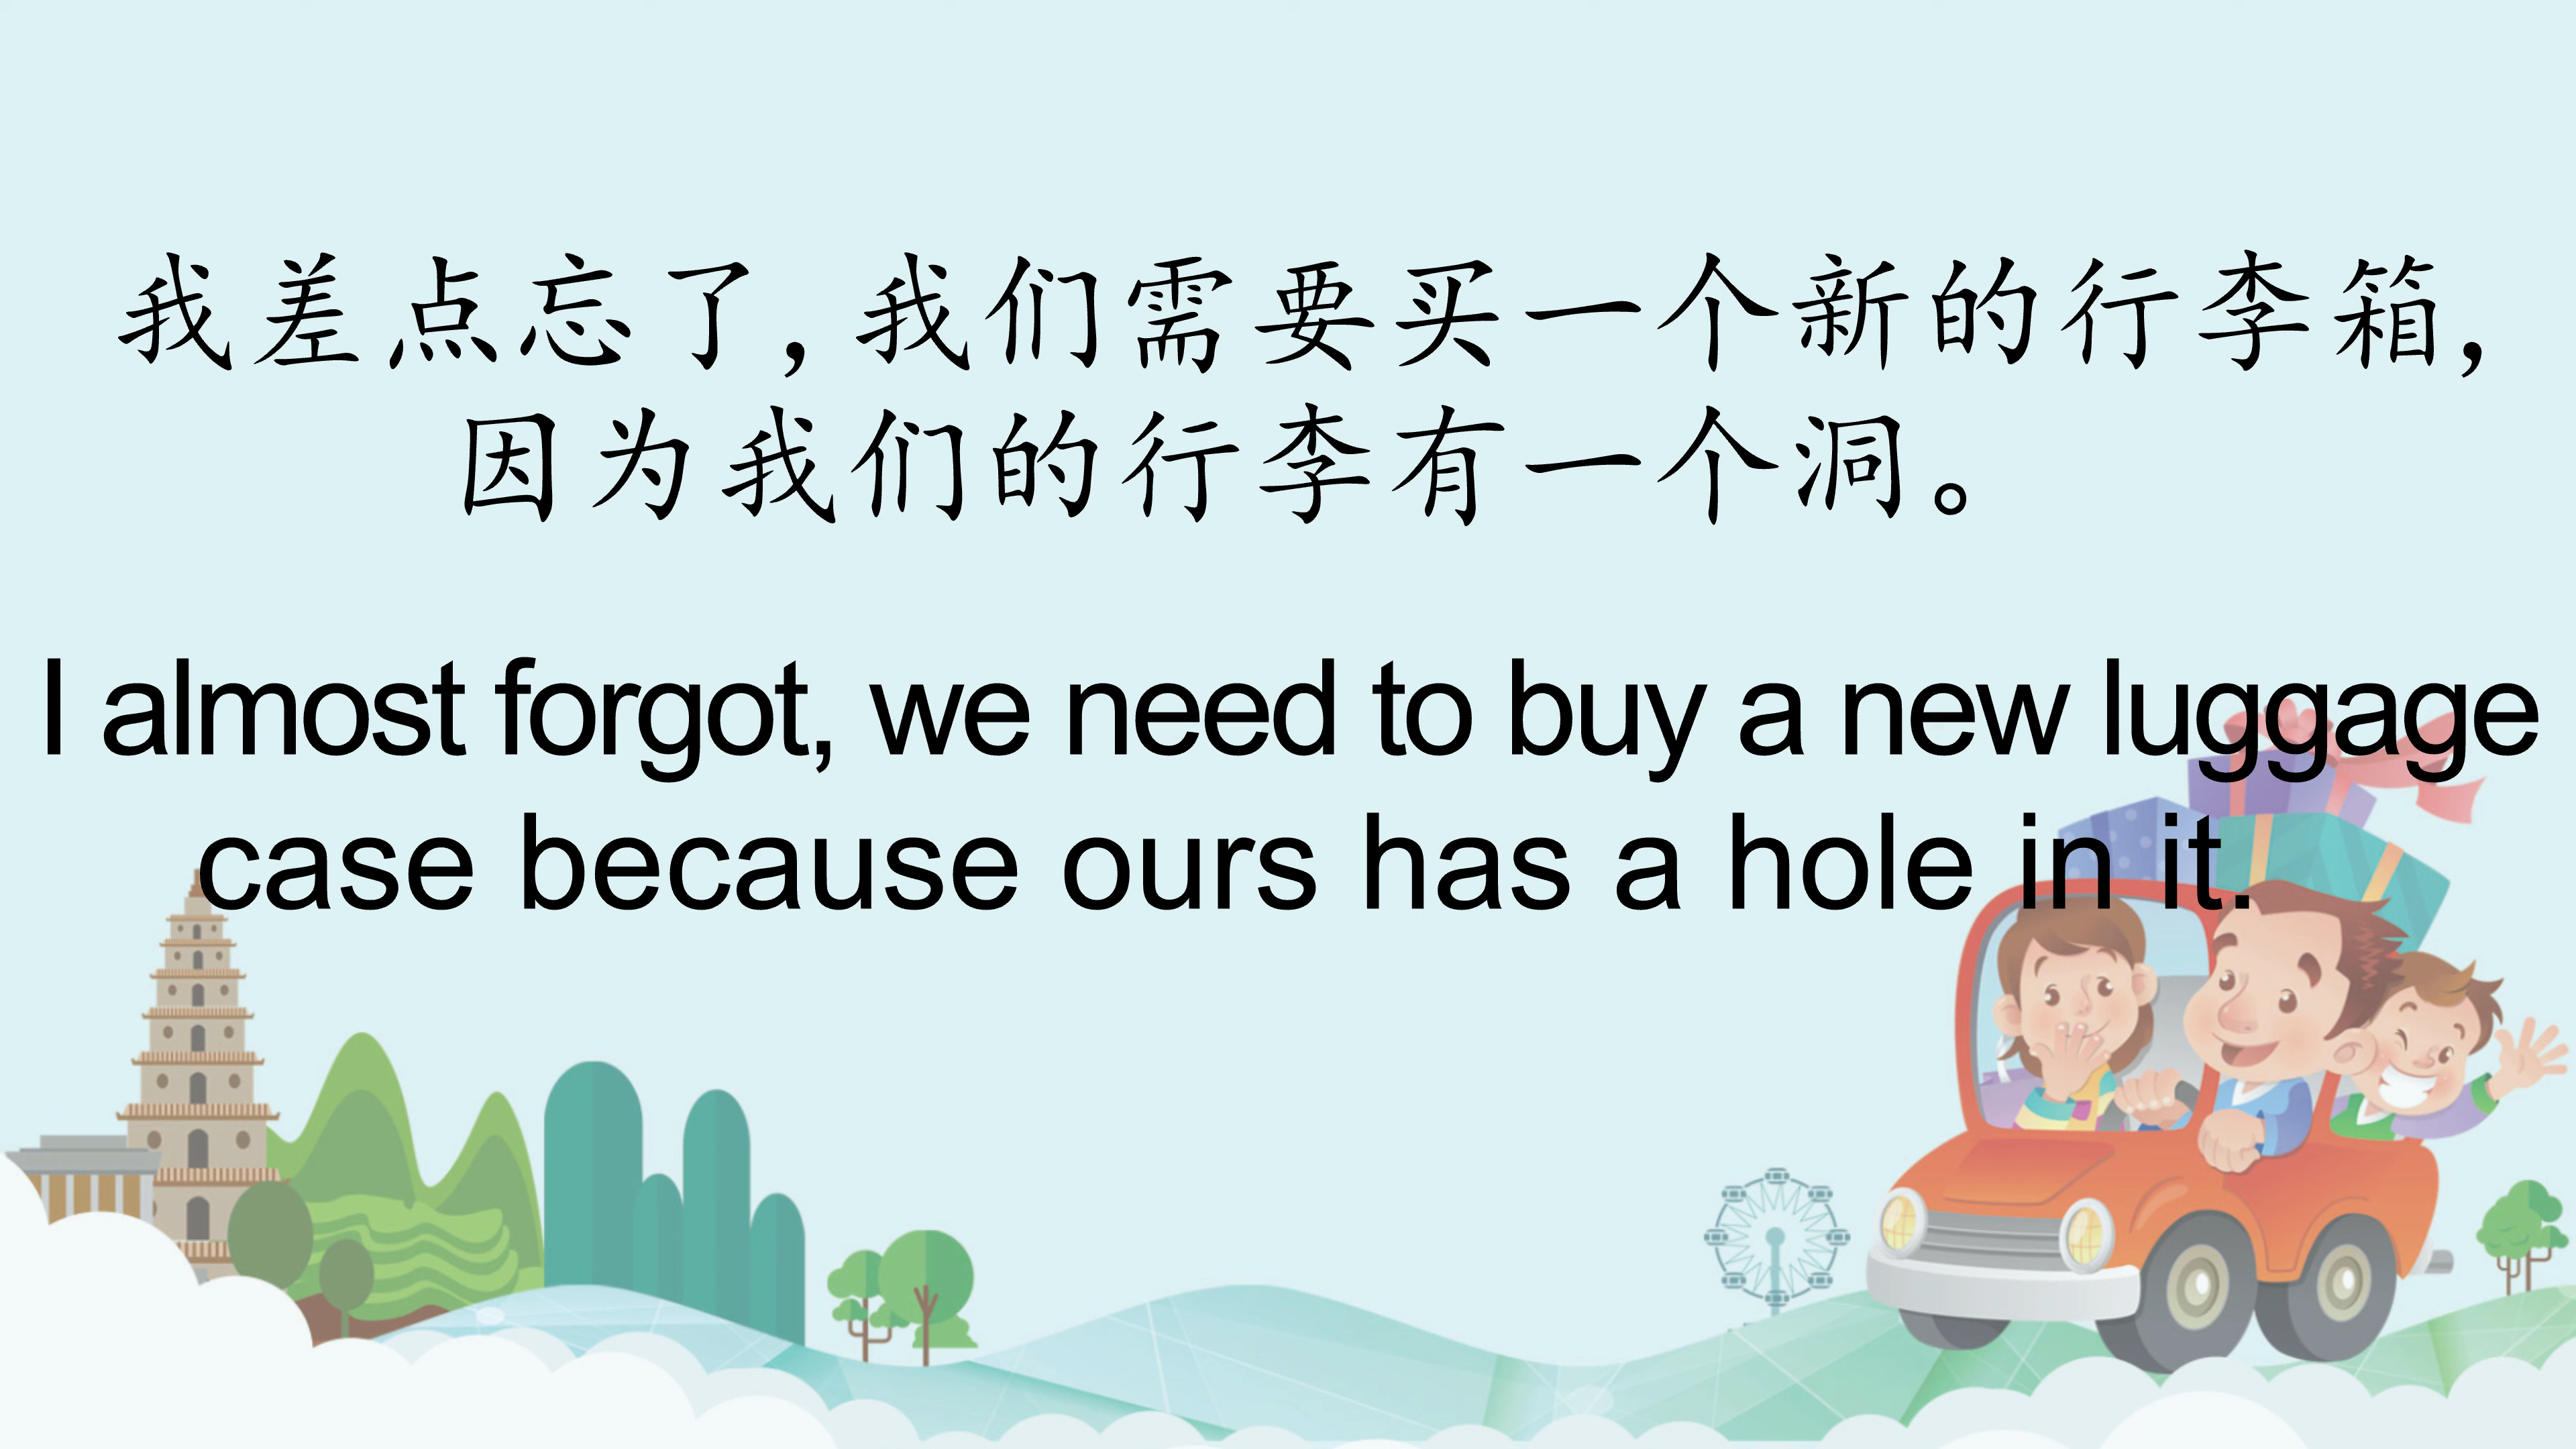 我差点忘了,我们需要买一个新的行李箱,
因为我们的行李有一个洞。
I almost forgot, we need to buy a new luggage
case because ours has a hole in it.